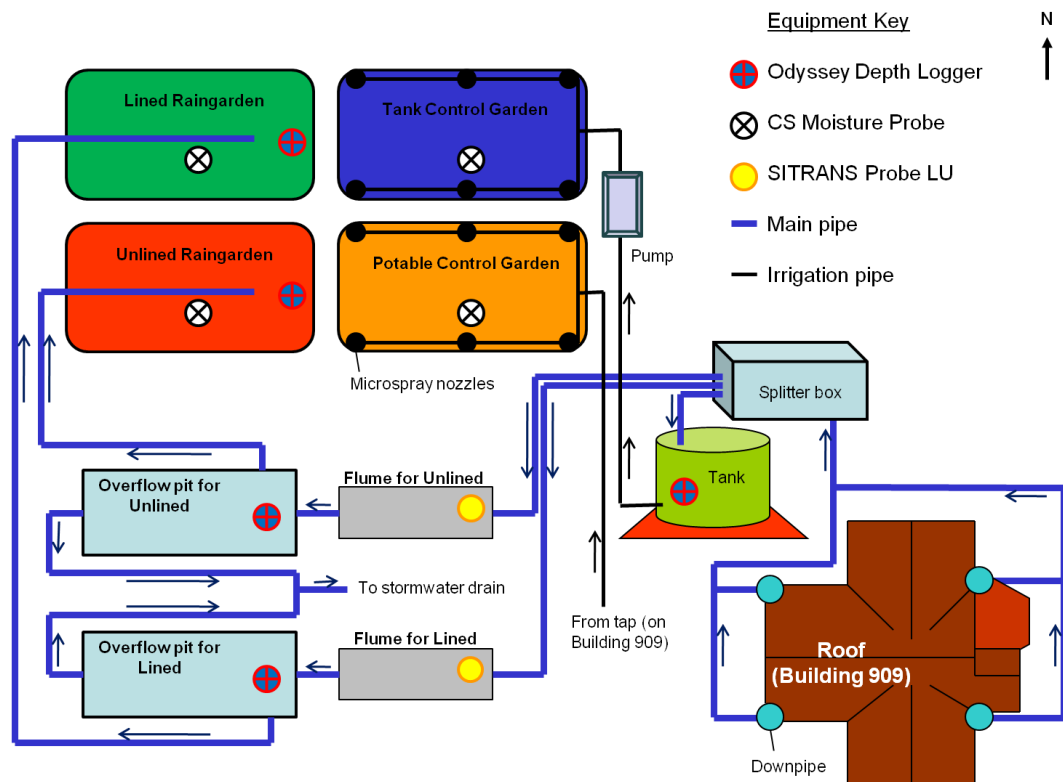 Equipment Key
N
Odyssey Depth Logger
CS Moisture Probe
SITRANS Probe LU
Main pipe
Irrigation pipe
Lined Raingarden
Tank Control Garden
Unlined Raingarden
Potable Control Garden
Pump
Microspray nozzles
Splitter box
Tank
Overflow pit for
Unlined
Flume for Unlined
To stormwater drain
From tap (on
Building 909)
Overflow pit for
Lined
Flume for Lined
Roof
(Building 909)
Downpipe